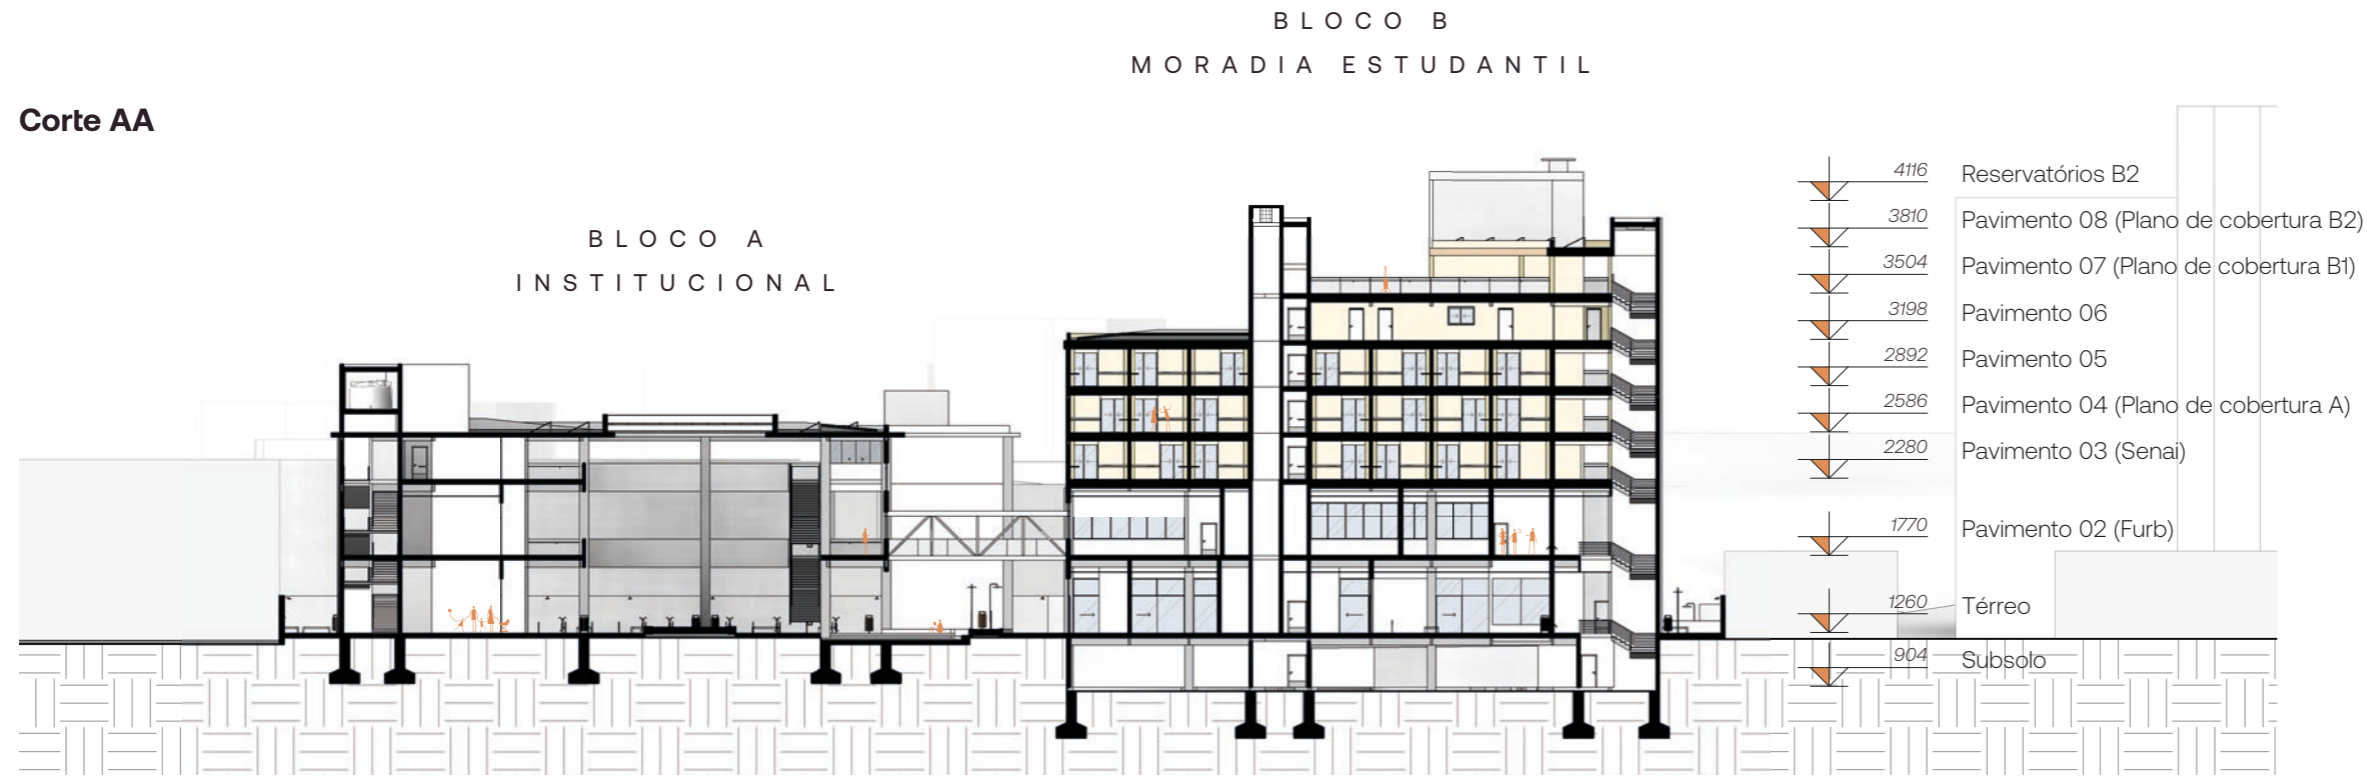 BLOCO B
MORADIA ESTUDANTIL
Corte AA
BLOCO A
INSTITUCIONAL
4116 Reservatórios B2
3810 Pavimento 08 (Plano de cobertura B2)
3504 Pavimento 07 (Plano de cobertura B1)
3198 Pavimento 06
2892 Pavimento 05
2586 Pavimento 04 (Plano de cobertura A)
2280 Pavimento 03 (Senai)
1770 Pavimento 02 (Furb)
1260 Térreo
904 Subsolo